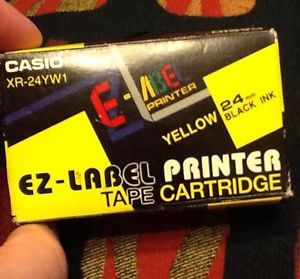 CASIO
XR-24YW1
E-LABEL
PRINTER
YELLOW
24mm
BLACK INK
EZ-LABEL PRINTER
TAPE CARTRIDGE